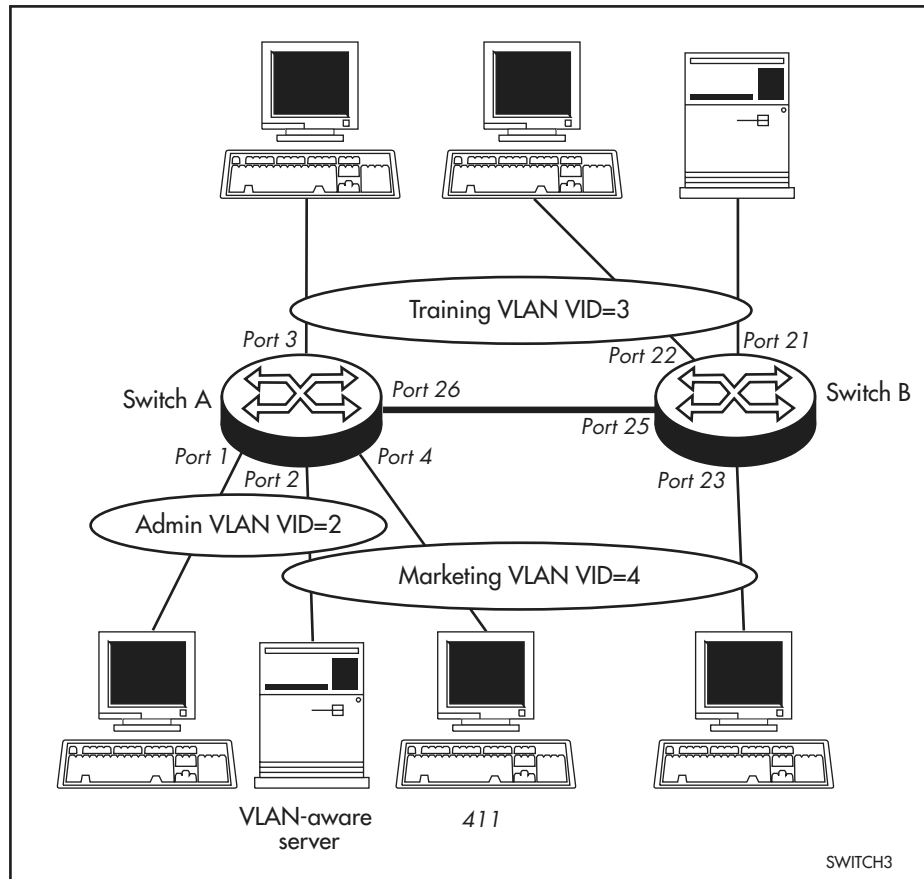 Training VLAN VID=3
Port 3
Port 22
Port 21
Switch A
Port 26
Port 25
Switch B
Port 1
Port 2
Port 4
Port 23
Admin VLAN VID=2
Marketing VLAN VID=4
VLAN-aware
server
411
SWITCH3